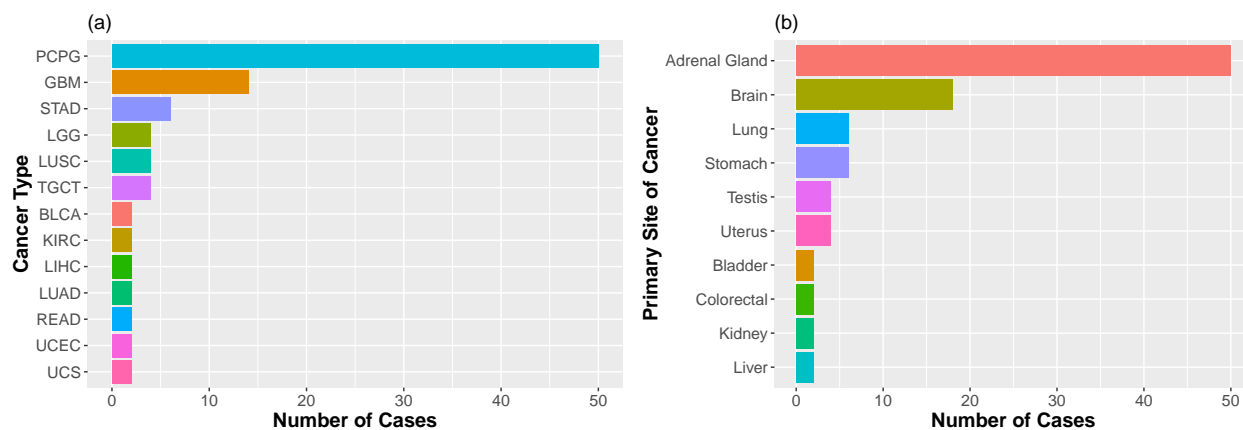 (a)
Cancer Type
PCPG
GBM
STAD
LGG
LUSC
TGCT
BLCA
KIRC
LIHC
LUAD
READ
UCEC
UCS
0 10 20 30 40 50
Number of Cases
(b)
Primary Site of Cancer
Adrenal Gland
Brain
Lung
Stomach
Testis
Uterus
Bladder
Colorectal
Kidney
Liver
0 10 20 30 40 50
Number of Cases